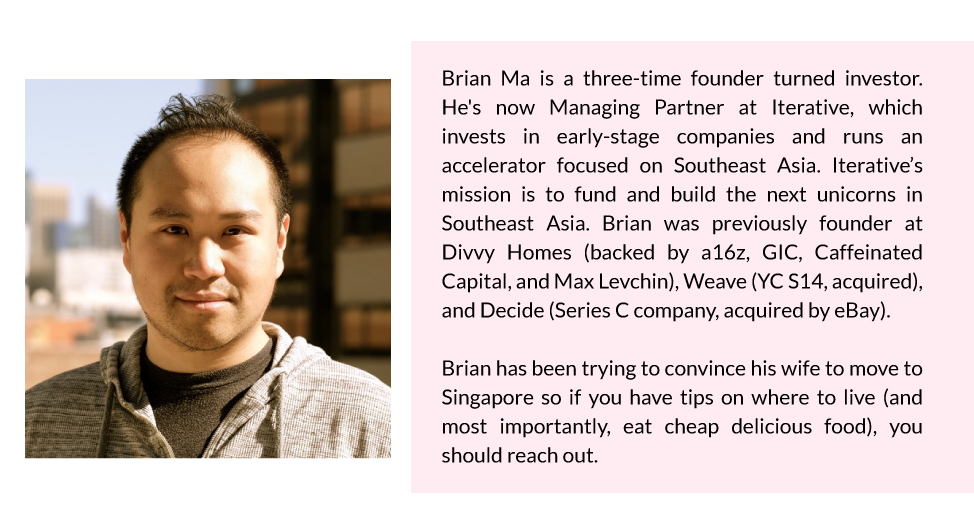 Brian Ma is a three-time founder turned investor.
He's now Managing Partner at Iterative, which
invests in early-stage companies and runs an
accelerator focused on Southeast Asia. Iterative’s
mission is to fund and build the next unicorns in
Southeast Asia. Brian was previously founder at
Divvy Homes (backed by a16z, GIC, Caffeinated
Capital, and Max Levchin), Weave (YC S14, acquired),
and Decide (Series C company, acquired by eBay).
Brian has been trying to convince his wife to move to
Singapore so if you have tips on where to live (and
most importantly, eat cheap delicious food), you
should reach out.